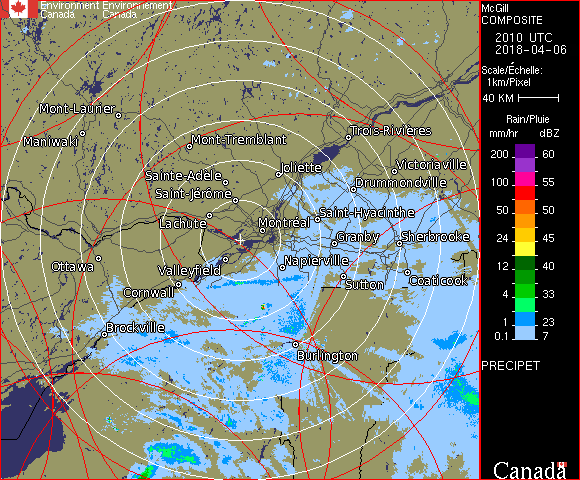 Environment Environnement
Canada Canada
McGill
COMPOSITE
2010 UTC
2018-04-06
Scale/Échelle:
1km/Pixel
40 KM
Rain/Pluie
mm/hr dBZ
200 60
100 55
50 50
24 45
12 40
8 37
4 33
1 23
0.1 7
PRECIPET
Canada
Mont-Laurier
Maniwaki
Mont-Tremblant
Trois-Rivières
Sainte-Adèle
Joliette
Victoriaville
Saint-Jérôme
Drummondville
Lachute
Montréal
Saint-Hyacinthe
Granby
Sherbrooke
Ottawa
Valleyfield
Napierville
Cornwall
Sutton
Coaticook
Brockville
Burlington